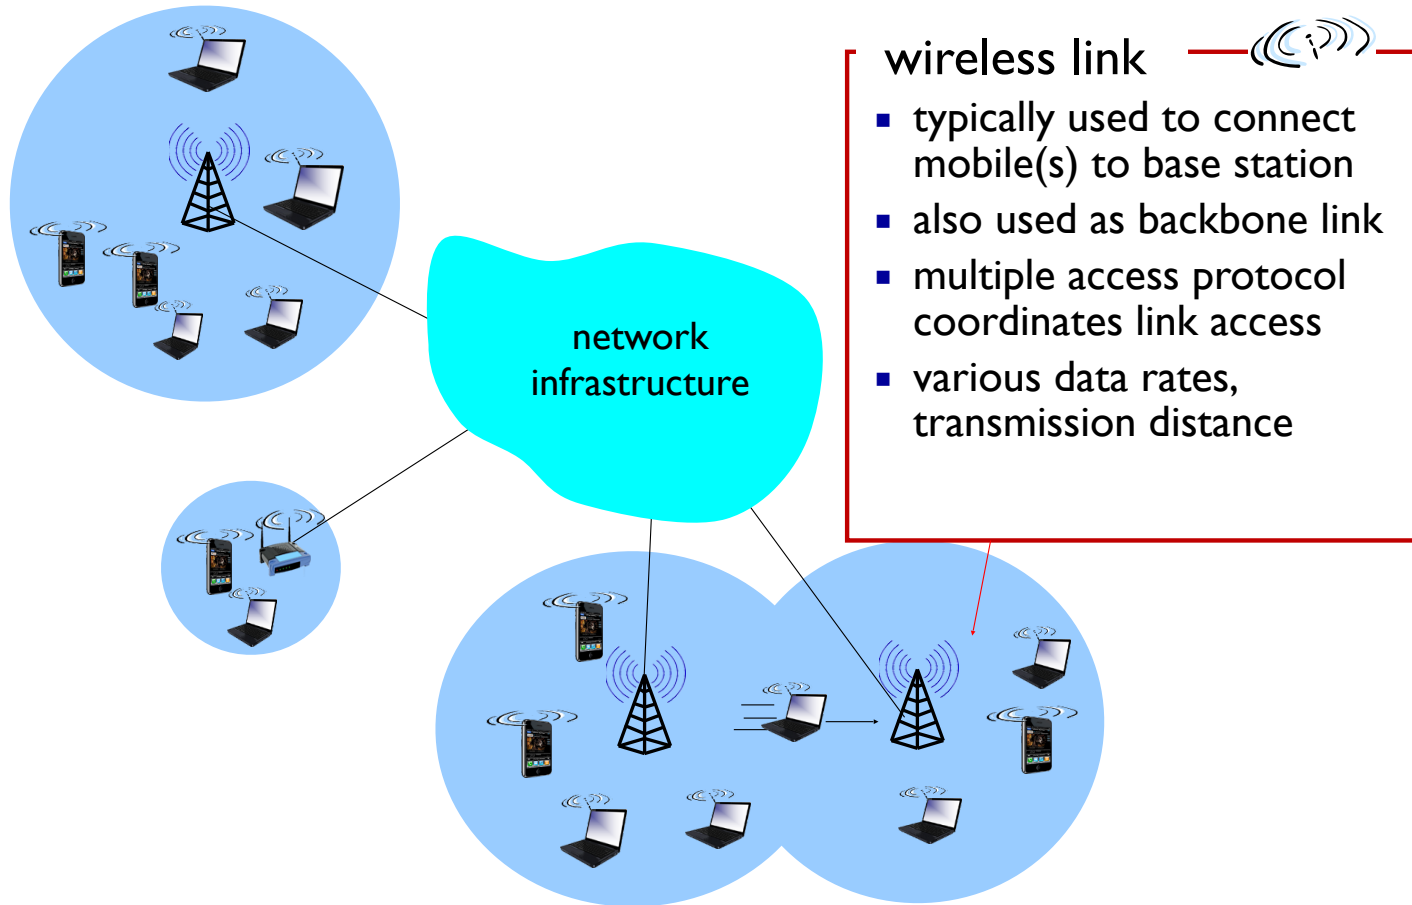 wireless link
▪ typically used to connect
mobile(s) to base station
▪ also used as backbone link
▪ multiple access protocol
coordinates link access
▪ various data rates,
transmission distance
network
infrastructure